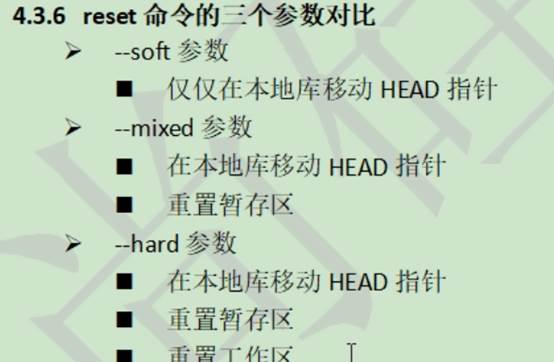 4.3.6 reset 命令的三个参数对比
➢ --soft 参数
■ 仅仅在本地库移动 HEAD 指针
➢ --mixed 参数
■ 在本地库移动 HEAD 指针
■ 重置暂存区
➢ --hard 参数
■ 在本地库移动 HEAD 指针
■ 重置暂存区
■ 重置工作区